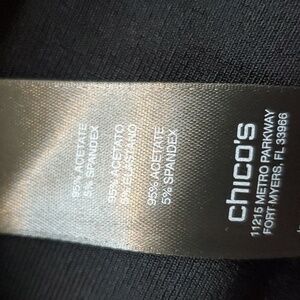 chico's
11215 METRO PARKWAY
FORT MYERS, FL 33966
95% ACETATE
5% SPANDEX
95% ACETATO
5% ELASTANO
95% ACETATE
5% SPANDEX